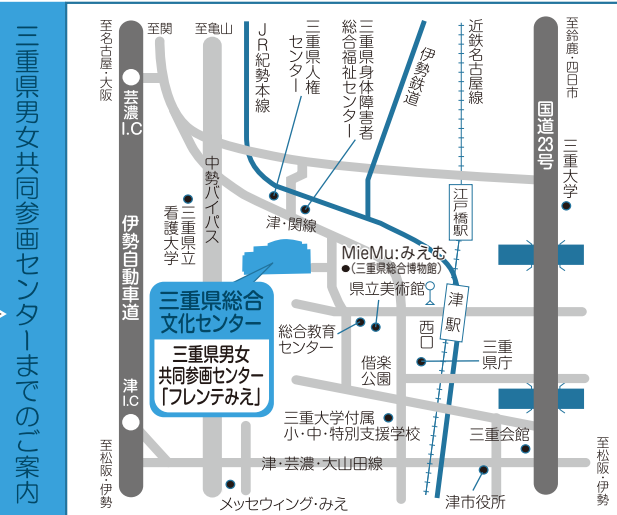 三重県男女共同参画センターまでのご案内
至名古屋・大阪
至関
至亀山
JR紀勢本線
三重県人権
センター
三重県身体障害者
総合福祉センター
伊勢鉄道
近鉄名古屋線
国道23号
至鈴鹿・四日市
芸濃
I.C
中勢バイパス
三重大学
三重県立
看護大学
伊勢自動車道
津・関線
江戸橋駅
MieMu:みえむ
(三重県総合博物館)
県立美術館
津駅
西口
三重県総合
文化センター
三重県男女
共同参画センター
「フレンテみえ」
総合教育
センター
偕楽
公園
三重
県庁
津
I.C
三重大学付属
小・中・特別支援学校
三重会館
至松阪・伊勢
津・芸濃・大山田線
至松阪・伊勢
メッセウィング・みえ
津市役所